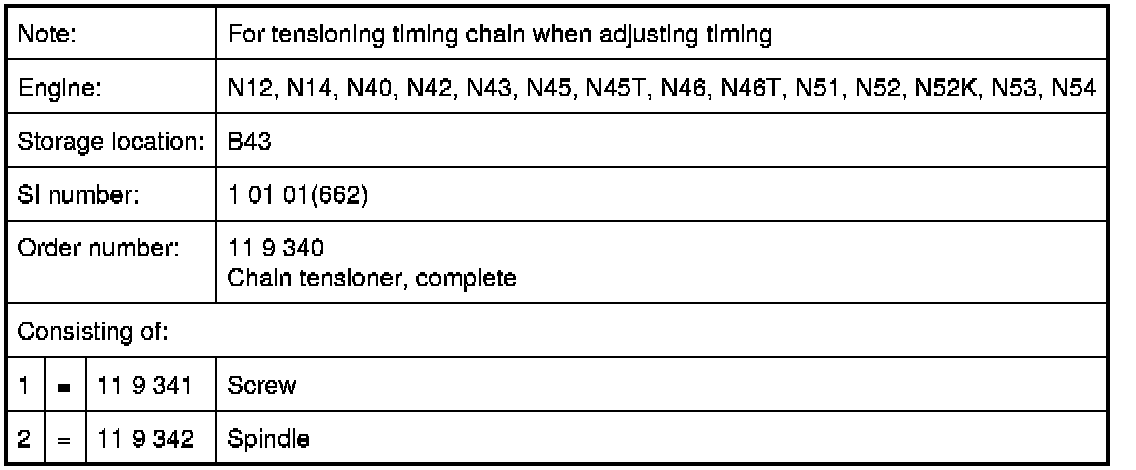 Note: For tensioning timing chain when adjusting timing
Engine: N12, N14, N40, N42, N43, N45, N45T, N46, N46T, N51, N52, N52K, N53, N54
Storage location: B43
SI number: 1 01 01(662)
Order number: 11 9 340
Chain tensioner, complete
Consisting of:
1 = 11 9 341 Screw
2 = 11 9 342 Spindle